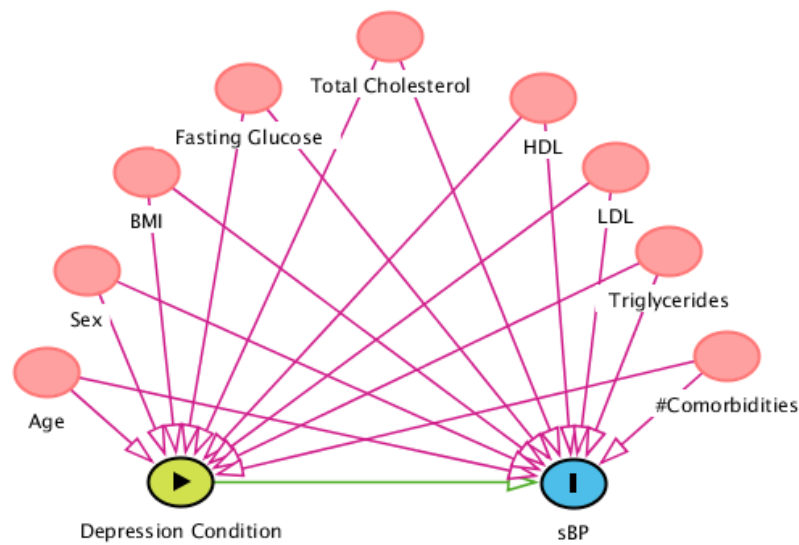 Total Cholesterol
Fasting Glucose
HDL
BMI
LDL
Sex
Triglycerides
Age
#Comorbidities
Depression Condition
sBP